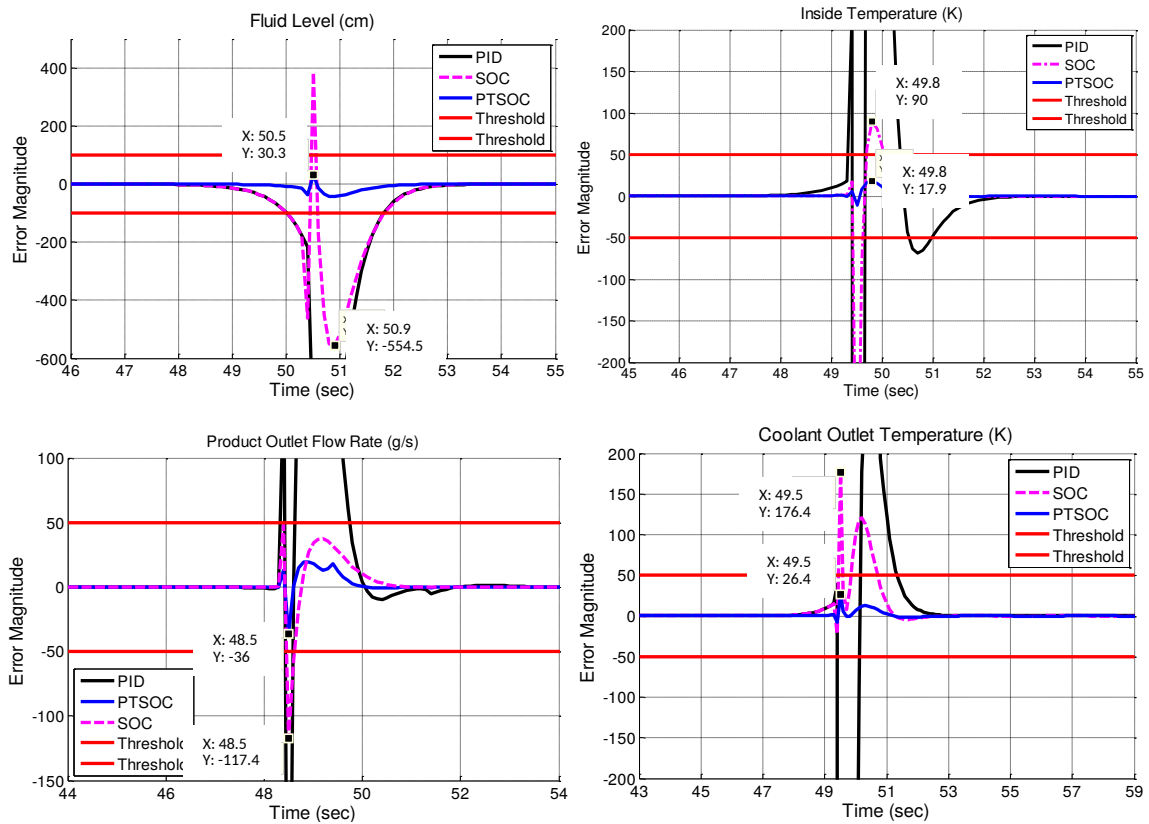 Fluid Level (cm)
Error Magnitude
400
200
0
-200
-400
-600
46
47
48
49
50
51
52
53
54
55
Time (sec)
PID
SOC
PTSOC
Threshold
Threshold
X: 50.5
Y: 30.3
X: 50.9
Y: -554.5
Inside Temperature (K)
Error Magnitude
200
150
100
50
0
-50
-100
-150
-200
45
46
47
48
49
50
51
52
53
54
55
Time (sec)
PID
SOC
PTSOC
Threshold
Threshold
X: 49.8
Y: 90
X: 49.8
Y: 17.9
Product Outlet Flow Rate (g/s)
Error Magnitude
100
50
0
-50
-100
-150
44
46
48
50
52
54
Time (sec)
X: 48.5
Y: -36
PID
PTSOC
SOC
Threshold
Threshold
X: 48.5
Y: -117.4
Coolant Outlet Temperature (K)
Error Magnitude
200
150
100
50
0
-50
-100
-150
-200
43
45
47
49
51
53
55
57
59
Time (sec)
PID
SOC
PTSOC
Threshold
Threshold
X: 49.5
Y: 176.4
X: 49.5
Y: 26.4